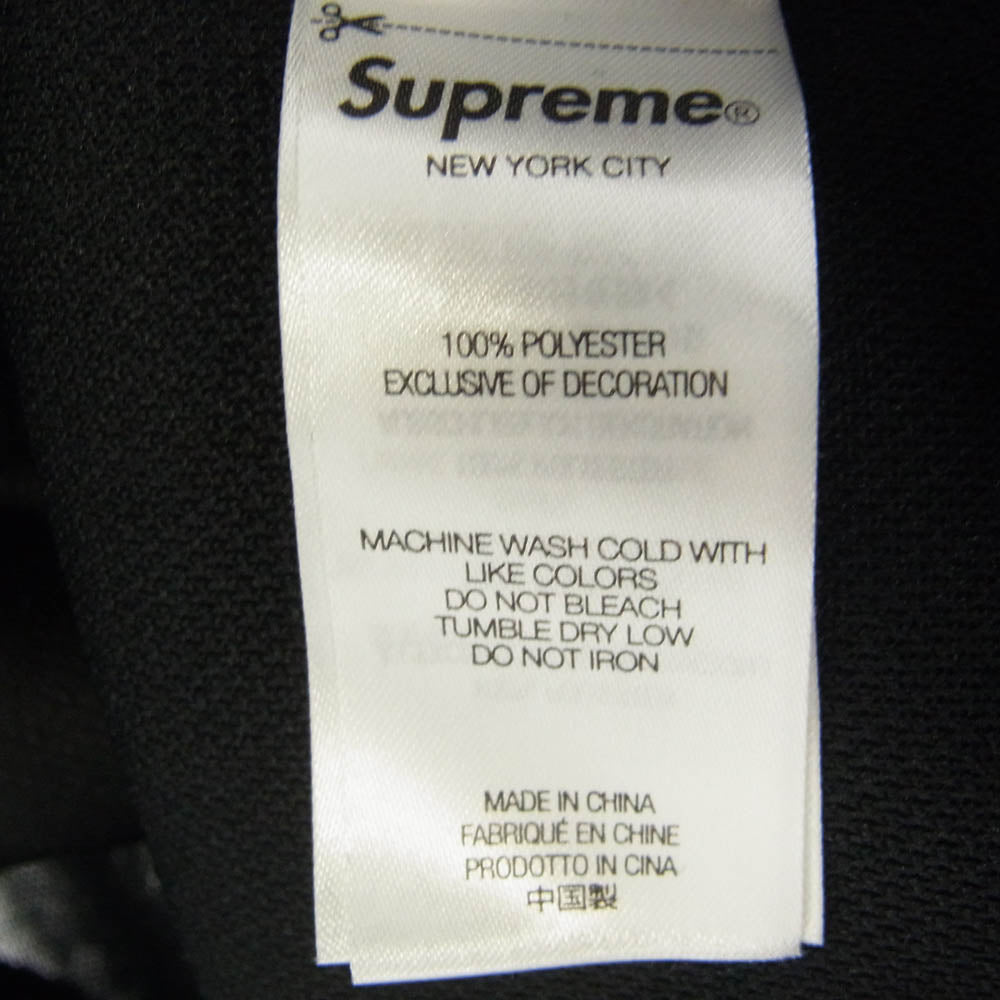 Supreme®
NEW YORK CITY
100% POLYESTER
EXCLUSIVE OF DECORATION
MACHINE WASH COLD WITH
LIKE COLORS
DO NOT BLEACH
TUMBLE DRY LOW
DO NOT IRON
MADE IN CHINA
FABRIQUÉ EN CHINE
PRODOTTO IN CINA
中国製